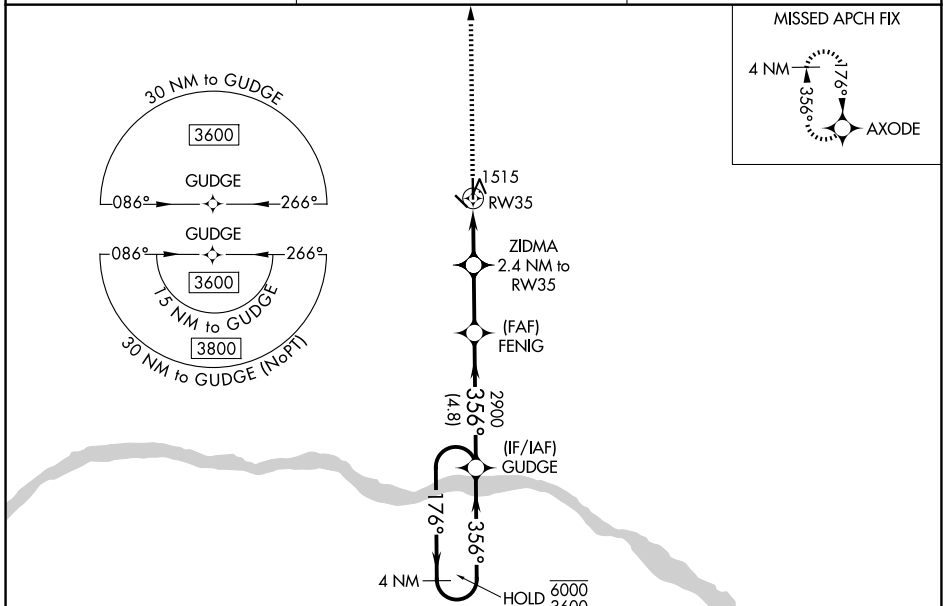 MISSED APCH FIX
4 NM
176°
356°
AXODE
30 NM to GUDGE
3600
GUDGE
086°
266°
GUDGE
086°
266°
3600
15 NM to GUDGE
3800
30 NM to GUDGE (NoPT)
1515
RW35
ZIDMA
2.4 NM to
RW35
(FAF)
FENIG
2900
356°
(4.8)
(IF/IAF)
GUDGE
176°
356°
4 NM
HOLD 6000
3600